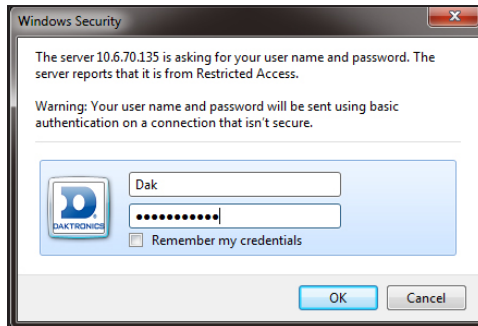 Windows Security
The server 10.6.70.135 is asking for your user name and password. The
server reports that it is from Restricted Access.
Warning: Your user name and password will be sent using basic
authentication on a connection that isn't secure.
Dak
●●●●●●●●●●●
DAKTRONICS
Remember my credentials
OK Cancel